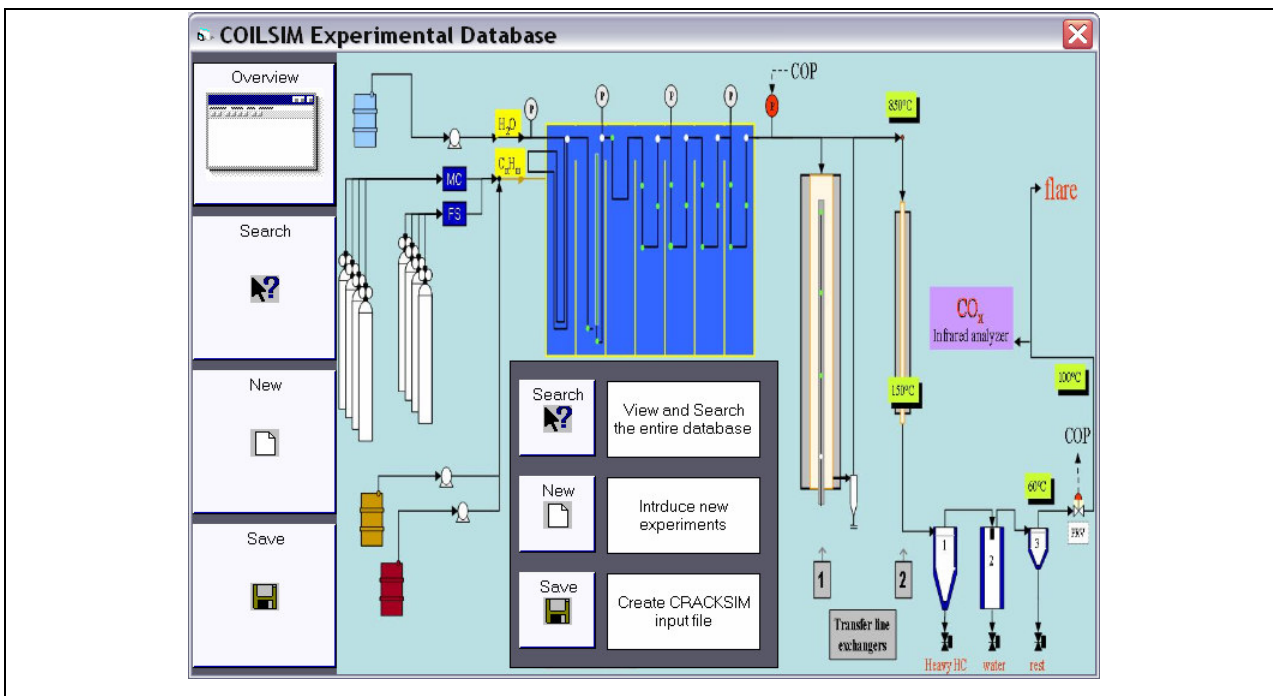 COILSIM Experimental Database
Overview
Search
New
Save
H₂O
CₙHₘ
MC
FS
P
P
P
P
P
COP
850°C
150°C
flare
COₓ
Infrared analyzer
100°C
COP
60°C
PRV
Search
View and Search
the entire database
New
Intrduce new
experiments
Save
Create CRACKSIM
input file
1
2
Transfer line
exchangers
1
2
3
Heavy HC
water
rest